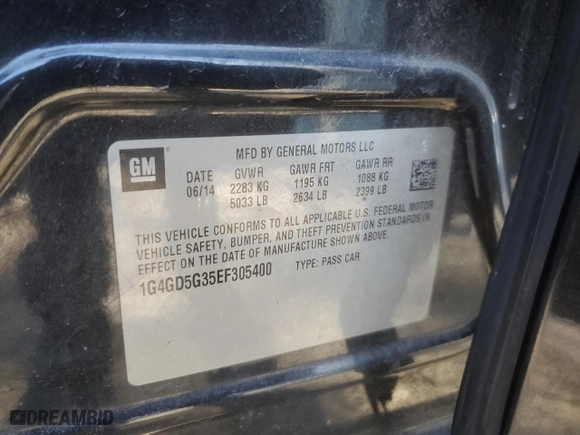 GM
MFD BY GENERAL MOTORS LLC
DATE GVWR GAWR FRT GAWR RR
06/14 2283 KG 1195 KG 1088 KG
5033 LB 2634 LB 2399 LB
THIS VEHICLE CONFORMS TO ALL APPLICABLE U.S. FEDERAL MOTOR
VEHICLE SAFETY, BUMPER, AND THEFT PREVENTION STANDARDS IN
EFFECT ON THE DATE OF MANUFACTURE SHOWN ABOVE.
1G4GD5G35EF305400 TYPE: PASS CAR
DREAMBID